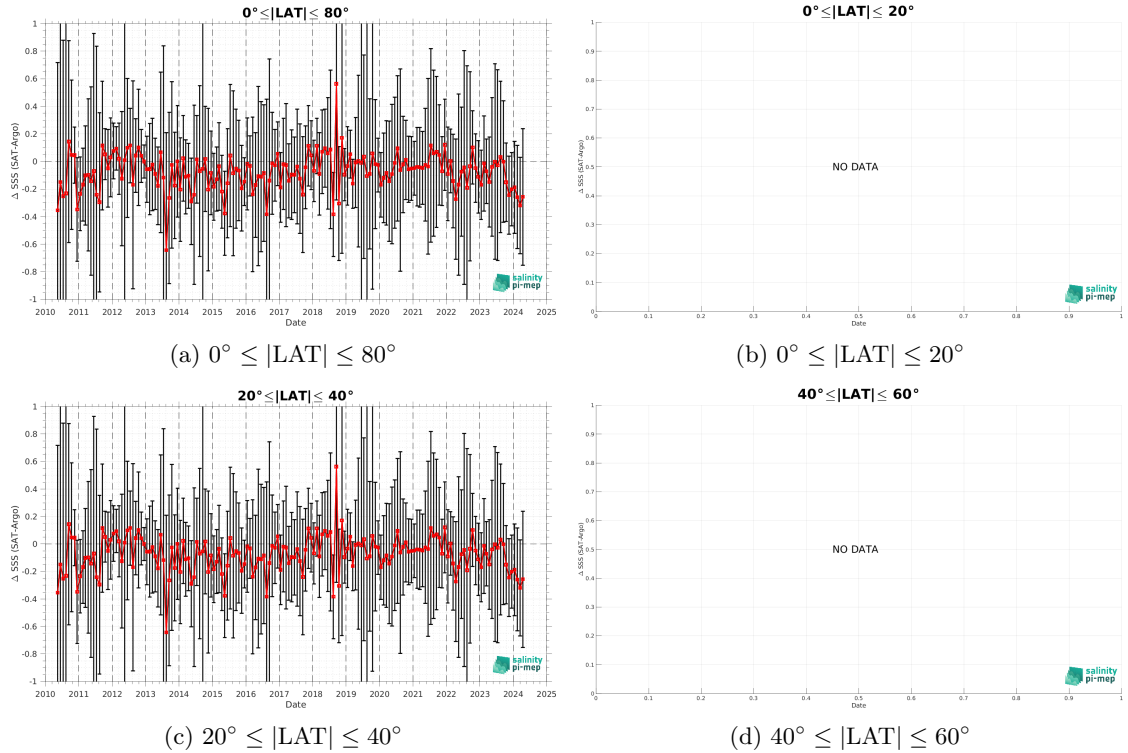 0°≤|LAT|≤ 80°
1
0.8
0.6
0.4
0.2
0
-0.2
-0.4
-0.6
-0.8
-1
Δ SSS (SAT-Argo)
2010 2011 2012 2013 2014 2015 2016 2017 2018 2019 2020 2021 2022 2023 2024 2025
Date
salinity
pi-mep
(a) 0° ≤ |LAT| ≤ 80°
0°≤|LAT|≤ 20°
1
0.9
0.8
0.7
0.6
0.5
0.4
0.3
0.2
0.1
0
Δ SSS (SAT-Argo)
NO DATA
0 0.1 0.2 0.3 0.4 0.5 0.6 0.7 0.8 0.9 1
Date
salinity
pi-mep
(b) 0° ≤ |LAT| ≤ 20°
20°≤|LAT|≤ 40°
1
0.8
0.6
0.4
0.2
0
-0.2
-0.4
-0.6
-0.8
-1
Δ SSS (SAT-Argo)
2010 2011 2012 2013 2014 2015 2016 2017 2018 2019 2020 2021 2022 2023 2024 2025
Date
salinity
pi-mep
(c) 20° ≤ |LAT| ≤ 40°
40°≤|LAT|≤ 60°
1
0.9
0.8
0.7
0.6
0.5
0.4
0.3
0.2
0.1
0
Δ SSS (SAT-Argo)
NO DATA
0 0.1 0.2 0.3 0.4 0.5 0.6 0.7 0.8 0.9 1
Date
salinity
pi-mep
(d) 40° ≤ |LAT| ≤ 60°